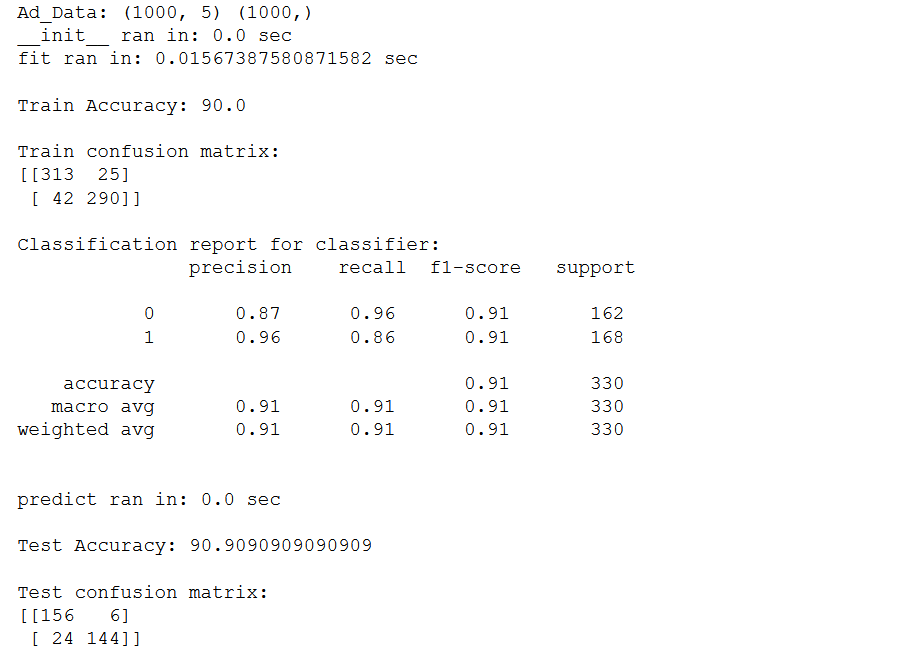 Ad_Data: (1000, 5) (1000,)
__init__ ran in: 0.0 sec
fit ran in: 0.01567387580871582 sec
Train Accuracy: 90.0
Train confusion matrix:
[[313  25]
 [ 42 290]]
Classification report for classifier:
              precision    recall  f1-score   support
           0       0.87      0.96      0.91       162
           1       0.96      0.86      0.91       168
    accuracy                           0.91       330
   macro avg       0.91      0.91      0.91       330
weighted avg       0.91      0.91      0.91       330
predict ran in: 0.0 sec
Test Accuracy: 90.9090909090909
Test confusion matrix:
[[156   6]
 [ 24 144]]